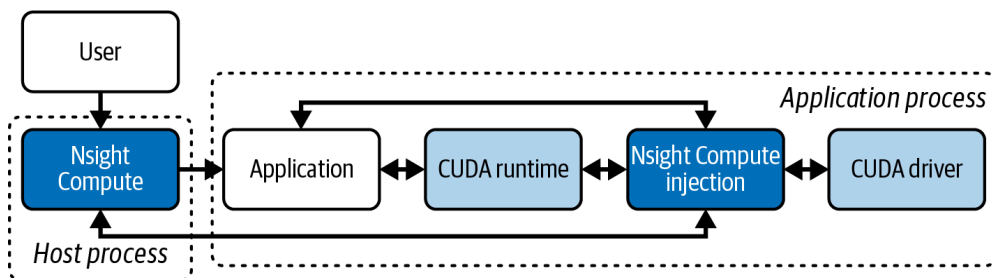 User
Application process
Nsight
Compute
Application
CUDA runtime
Nsight Compute
injection
CUDA driver
Host process